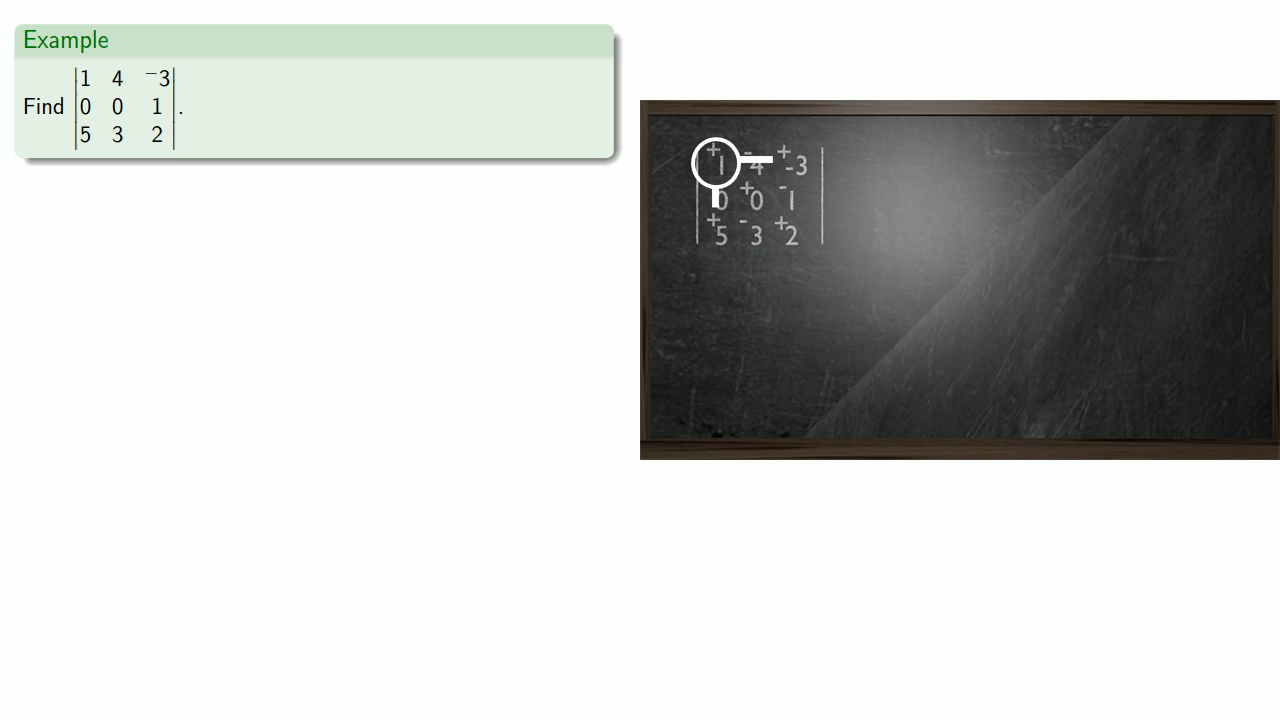 Example
Find |1 4 −3|
|0 0 1|.
|5 3 2|
+1 -4 +-3
0 +0 -1
+5 -3 +2